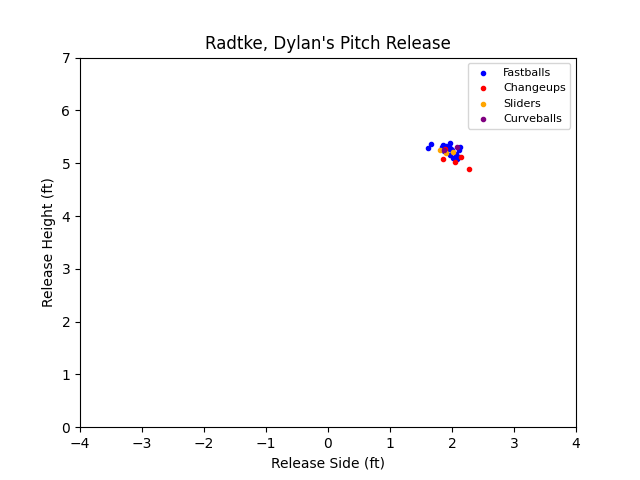 Radtke, Dylan's Pitch Release
Fastballs
Changeups
Sliders
Curveballs
Release Height (ft)
7
6
5
4
3
2
1
0
−4 −3 −2 −1 0 1 2 3 4
Release Side (ft)